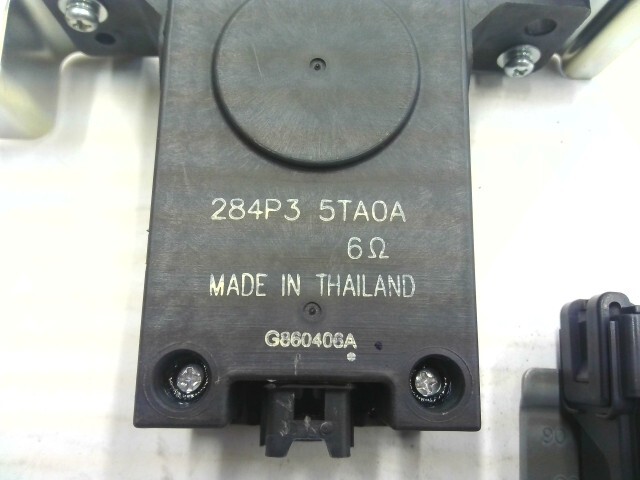 284P3 5TA0A
6Ω
MADE IN THAILAND
G860406A